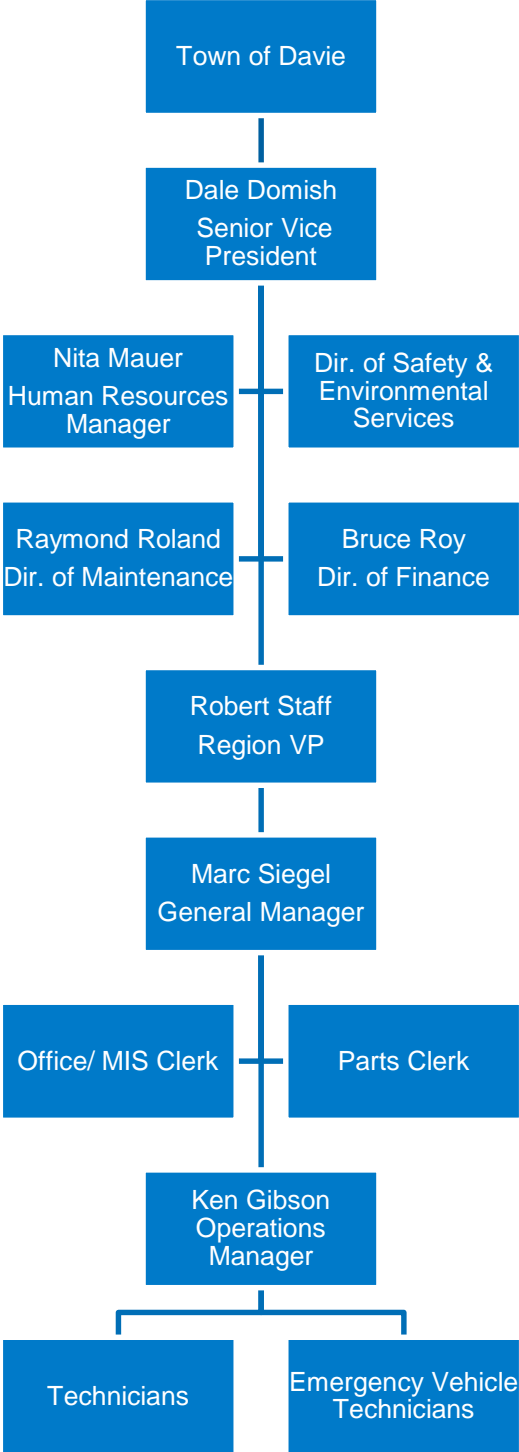 Town of Davie
Dale Domish
Senior Vice
President
Nita Mauer
Human Resources
Manager
Dir. of Safety &
Environmental
Services
Raymond Roland
Dir. of Maintenance
Bruce Roy
Dir. of Finance
Robert Staff
Region VP
Marc Siegel
General Manager
Office/ MIS Clerk
Parts Clerk
Ken Gibson
Operations
Manager
Technicians
Emergency Vehicle
Technicians